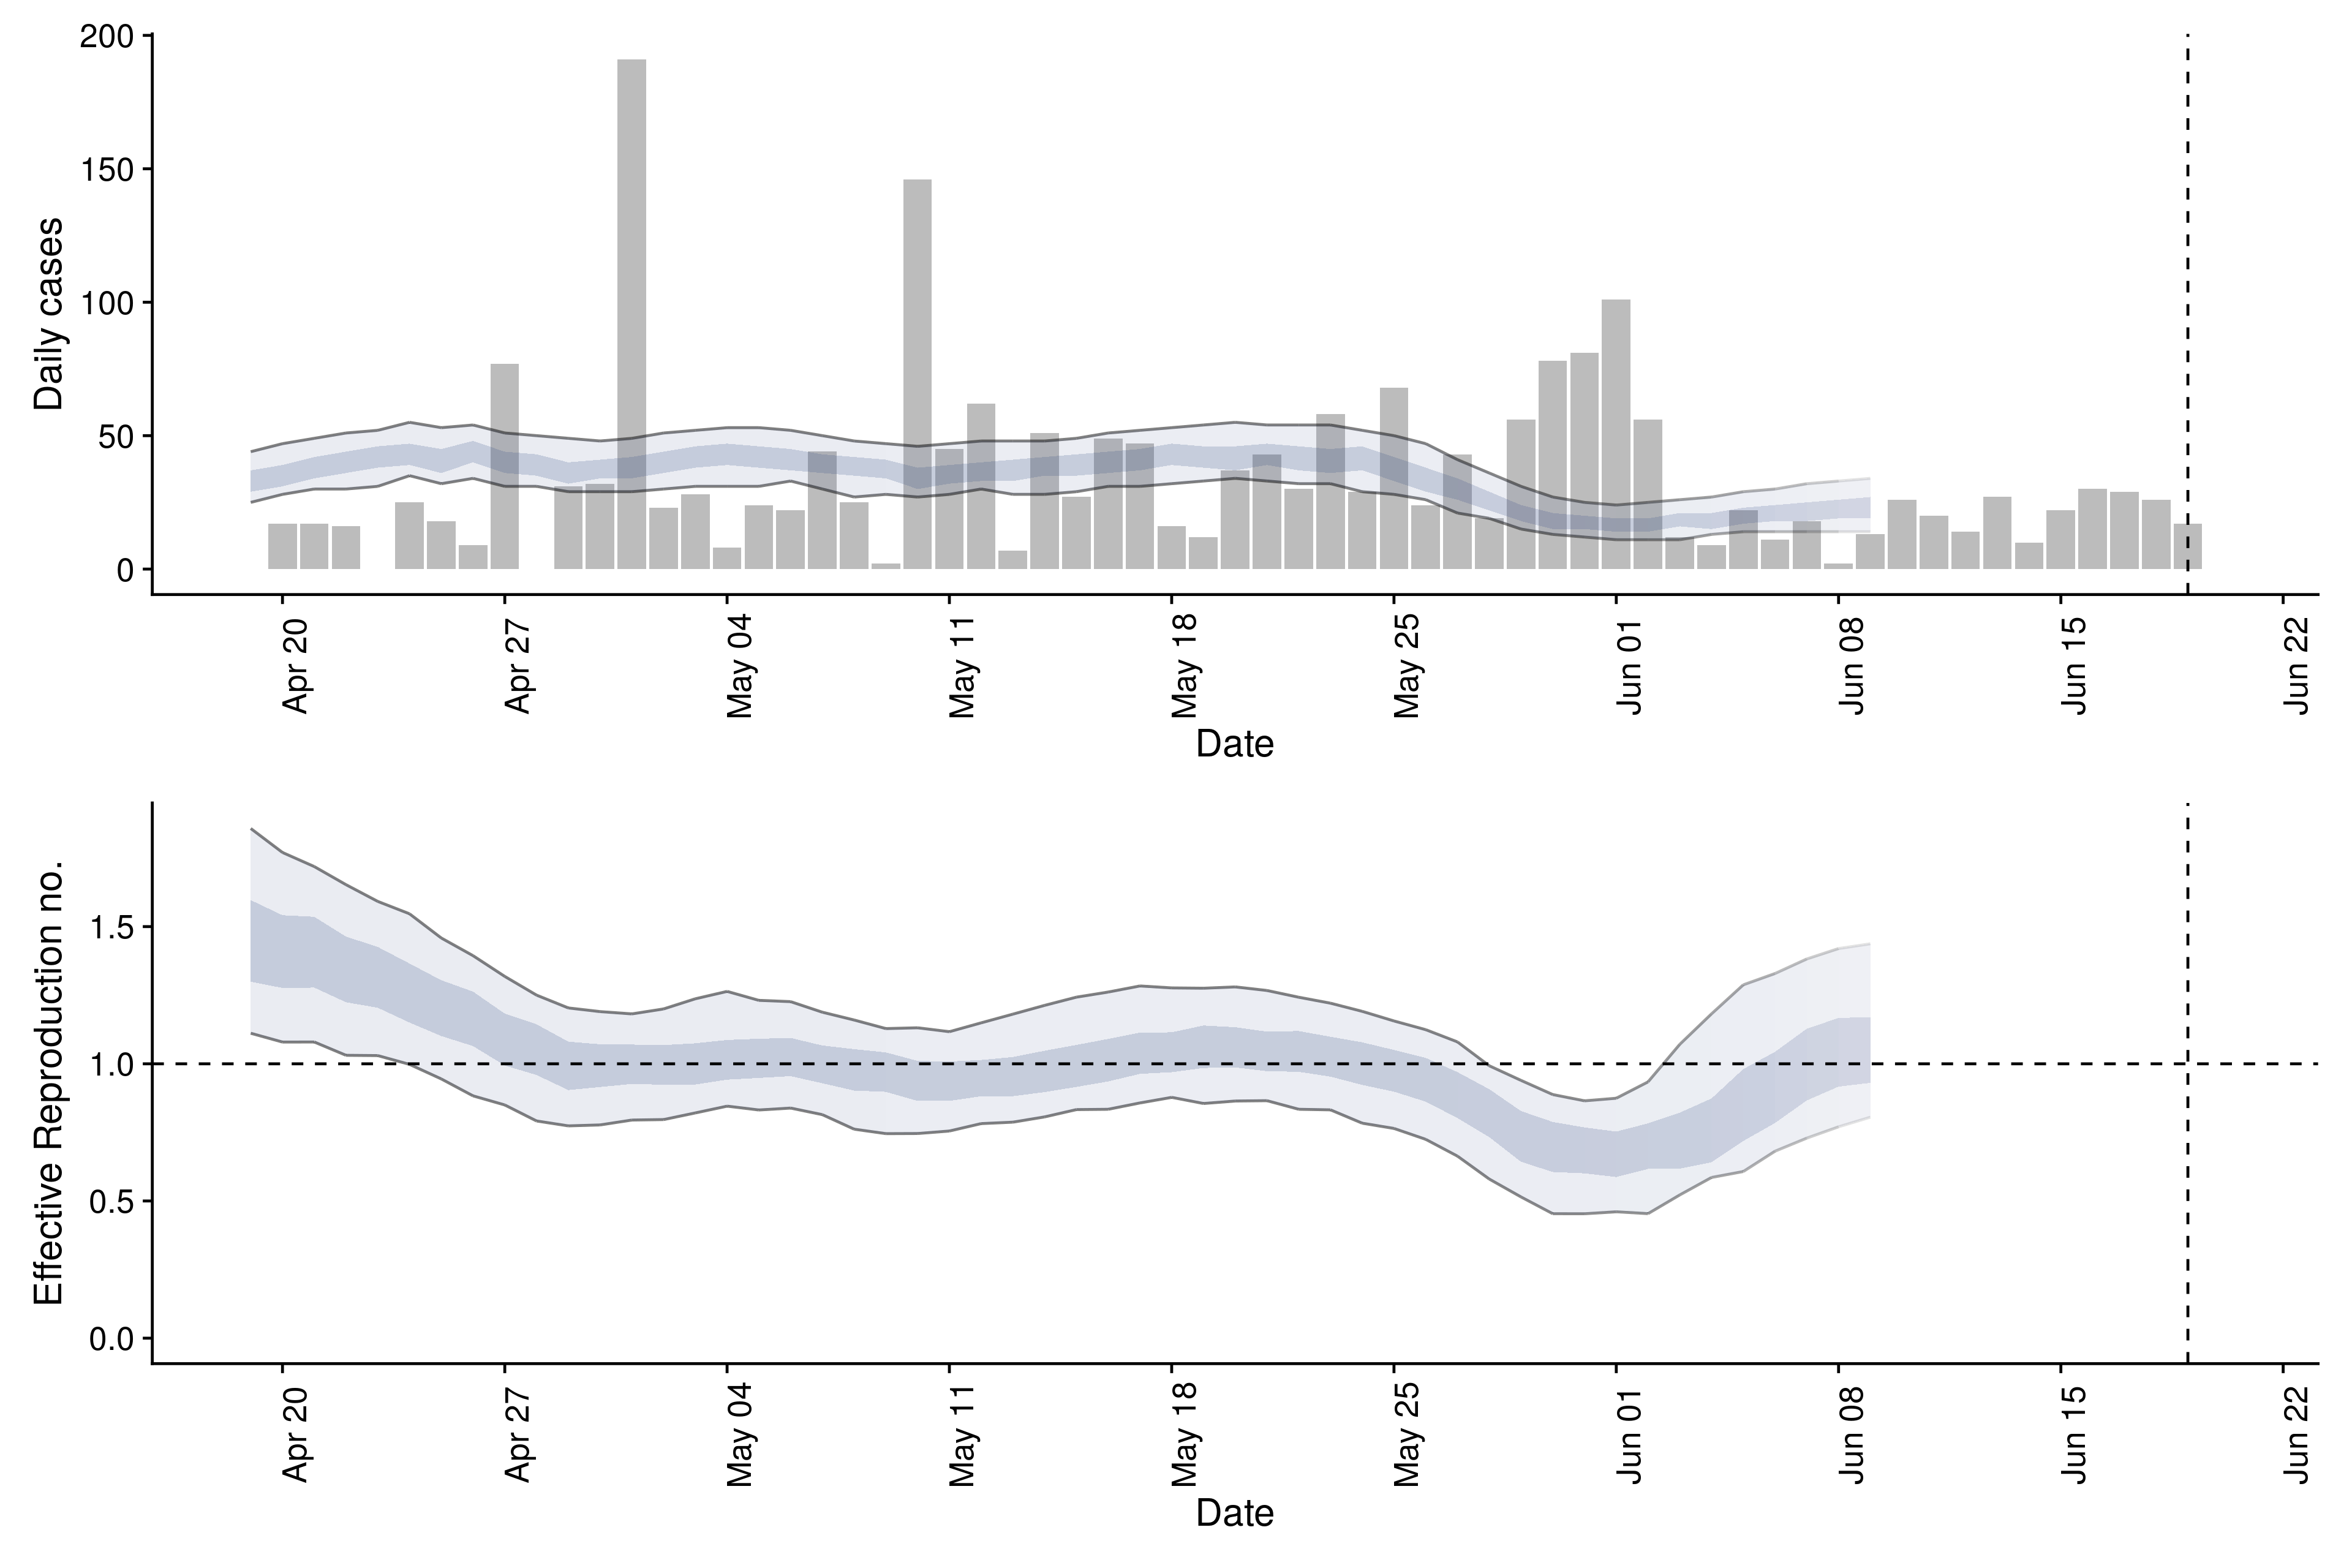 Daily cases
200
150
100
50
0
Apr 20
Apr 27
May 04
May 11
May 18
May 25
Jun 01
Jun 08
Jun 15
Jun 22
Date
Effective Reproduction no.
1.5
1.0
0.5
0.0
Apr 20
Apr 27
May 04
May 11
May 18
May 25
Jun 01
Jun 08
Jun 15
Jun 22
Date